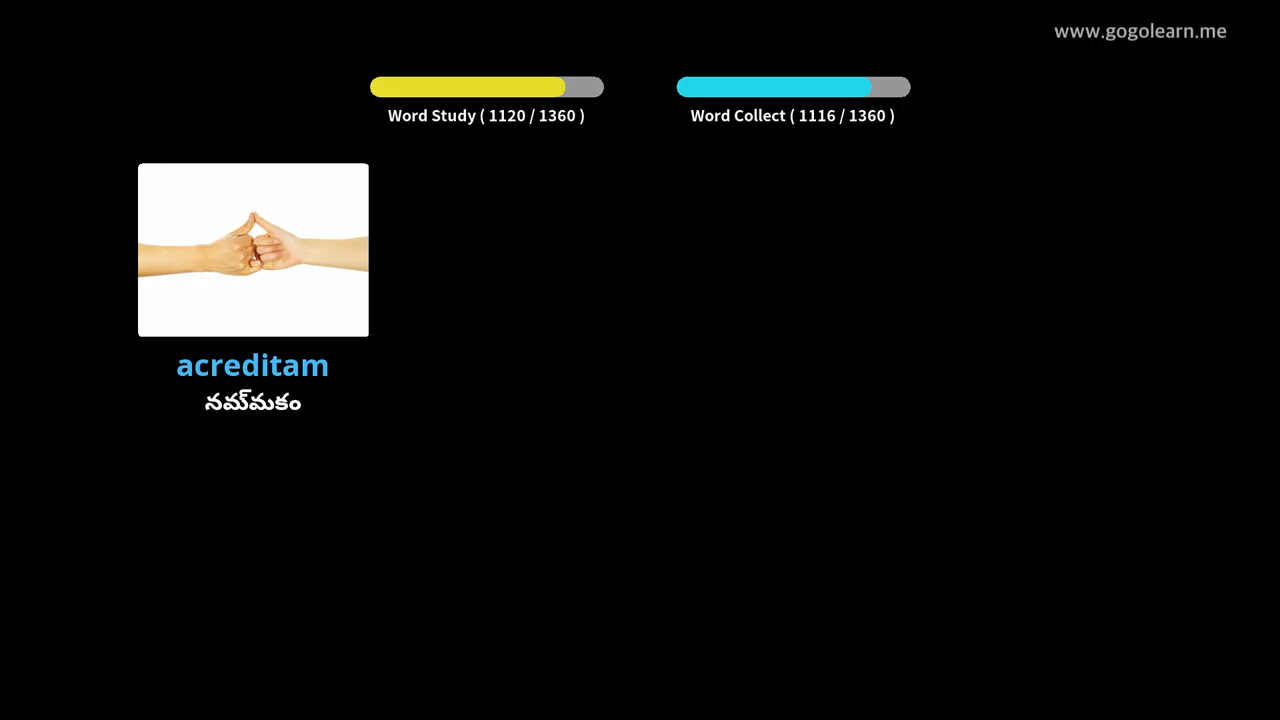 www.gogolearn.me
Word Study ( 1120 / 1360 )
Word Collect ( 1116 / 1360 )
acreditam
నమ్మకం